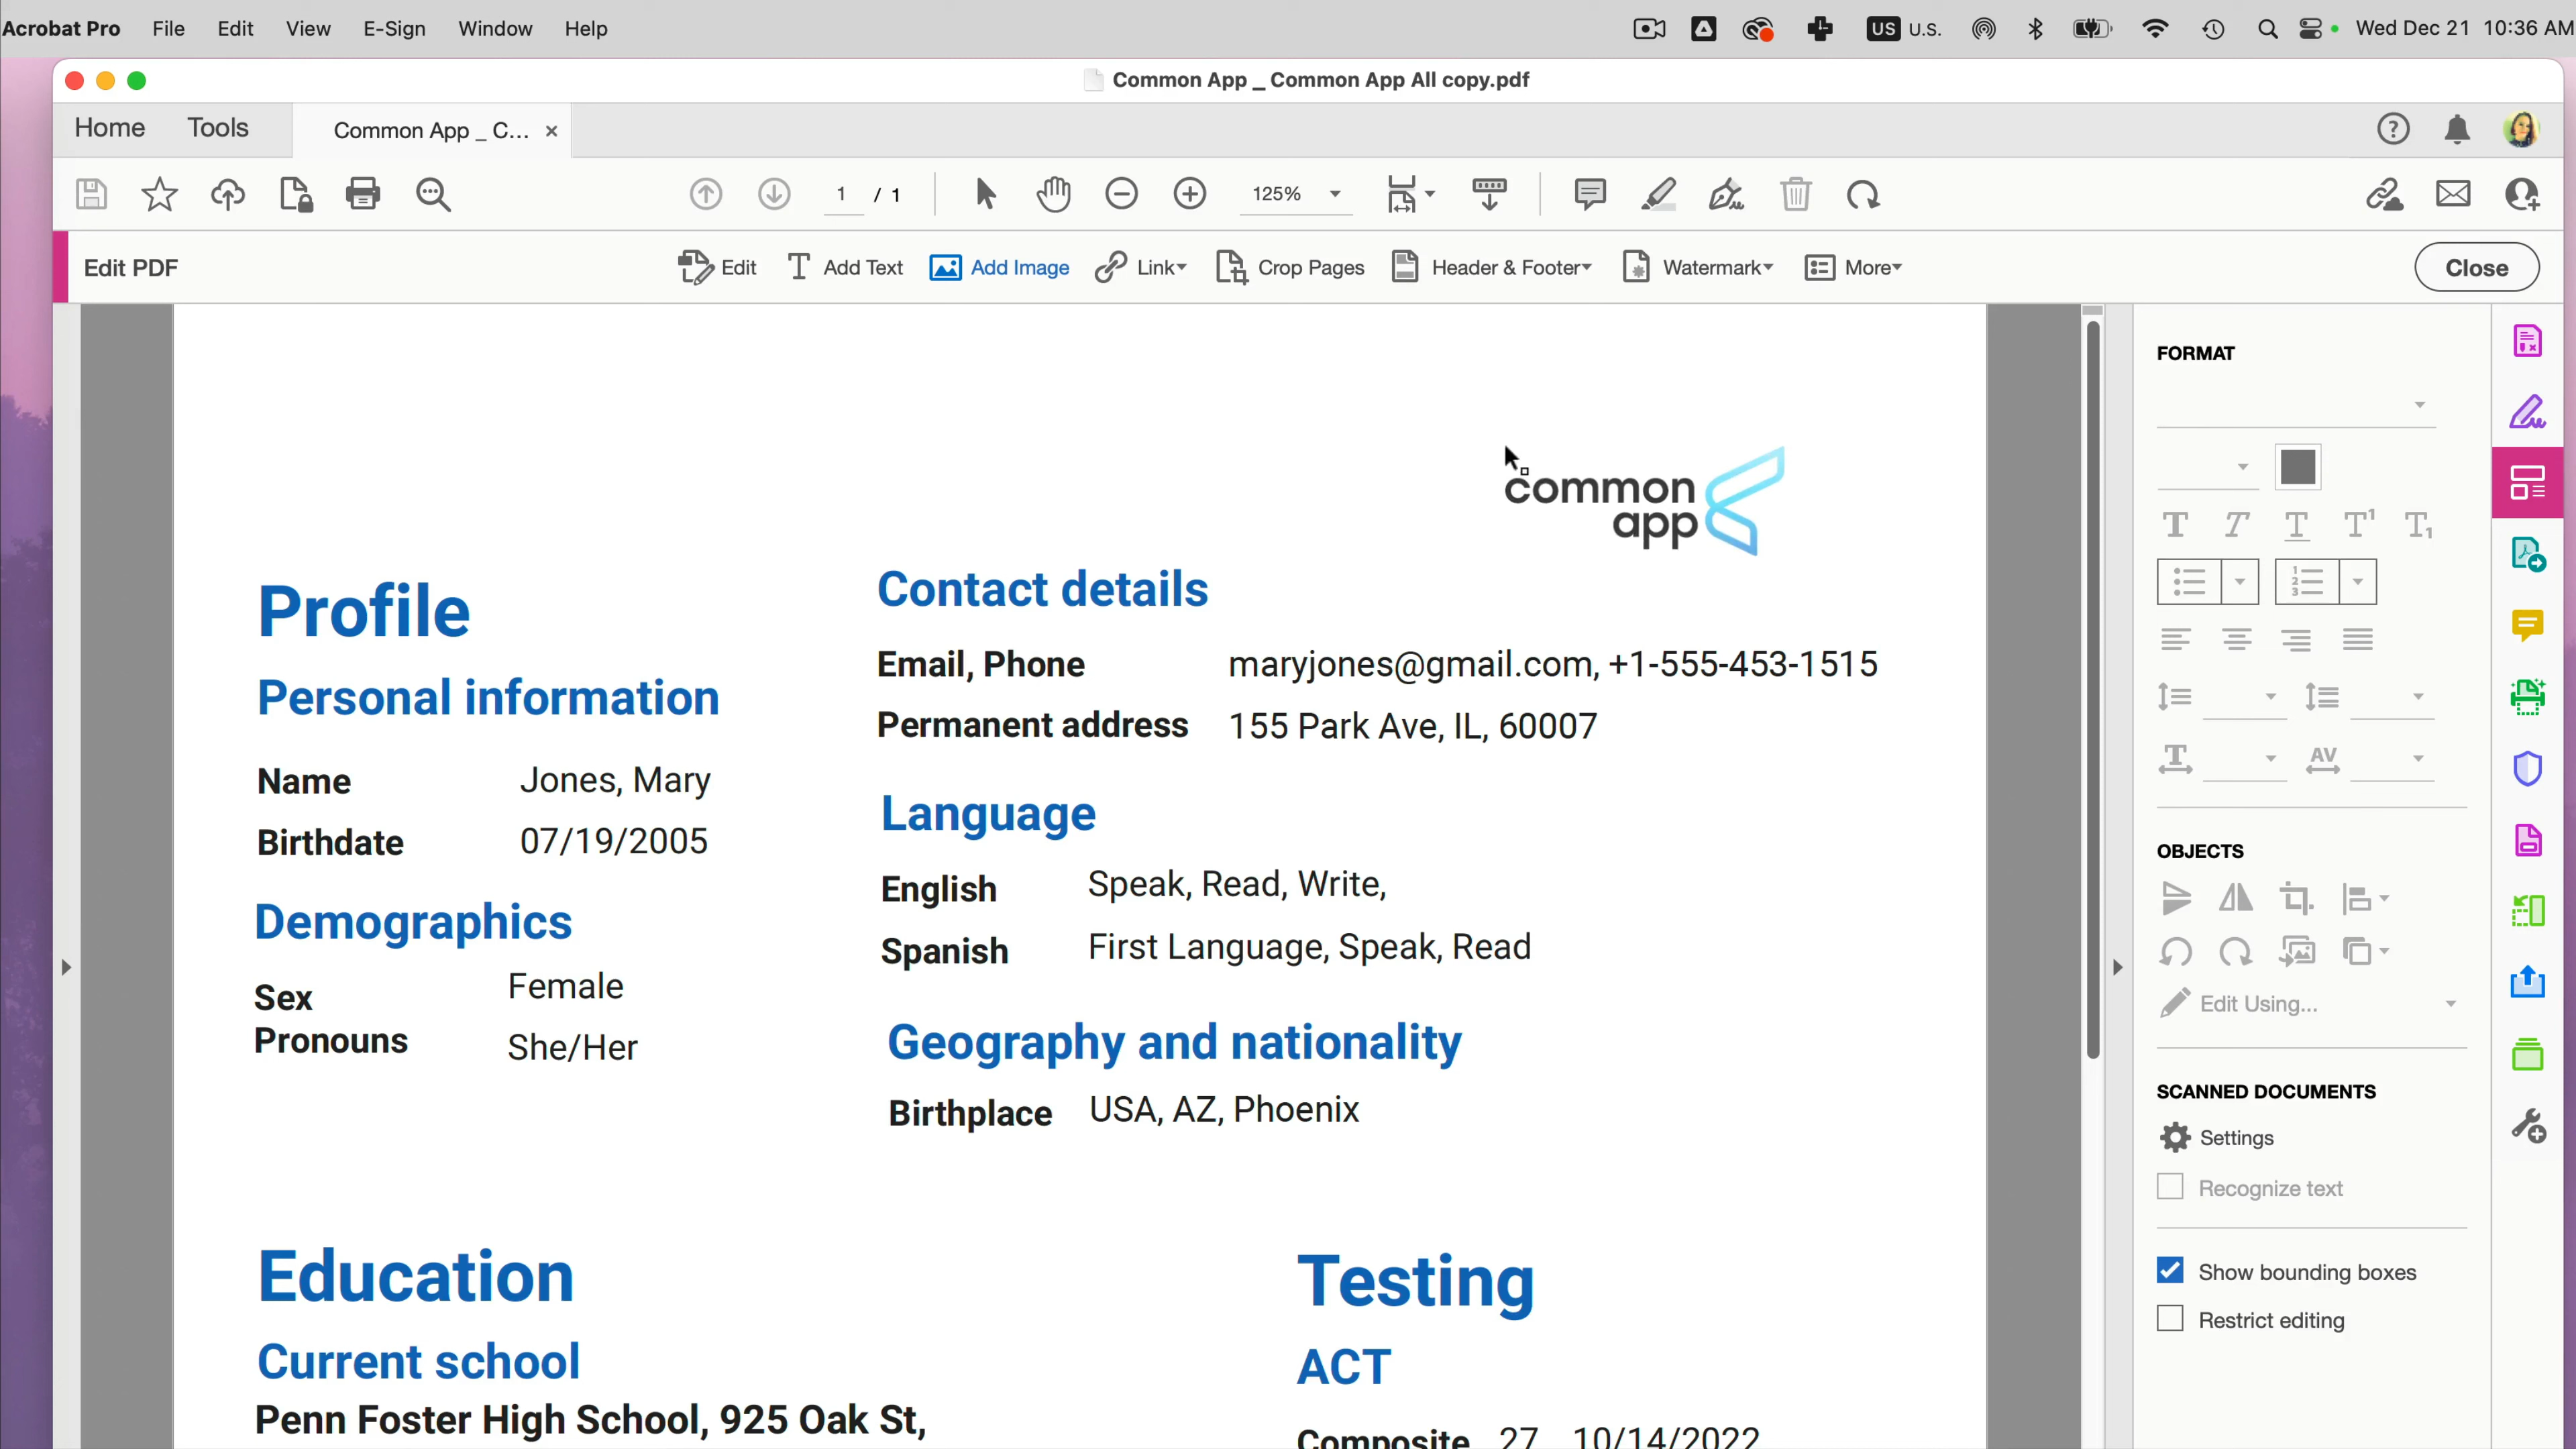 Acrobat Pro File Edit View E-Sign Window Help US U.S. Wed Dec 21 10:36 AM
Common App _ Common App All copy.pdf
Home Tools Common App _ C... ×
1 / 1 125%
Edit PDF Edit Add Text Add Image Link Crop Pages Header & Footer Watermark More Close
common
app
Profile
Personal information
Name Jones, Mary
Birthdate 07/19/2005
Demographics
Sex Female
Pronouns She/Her
Contact details
Email, Phone maryjones@gmail.com, +1-555-453-1515
Permanent address 155 Park Ave, IL, 60007
Language
English Speak, Read, Write,
Spanish First Language, Speak, Read
Geography and nationality
Birthplace USA, AZ, Phoenix
Education
Current school
Penn Foster High School, 925 Oak St,
Testing
ACT
Composite 27 10/14/2022
FORMAT
OBJECTS
Edit Using...
SCANNED DOCUMENTS
Settings
Recognize text
Show bounding boxes
Restrict editing